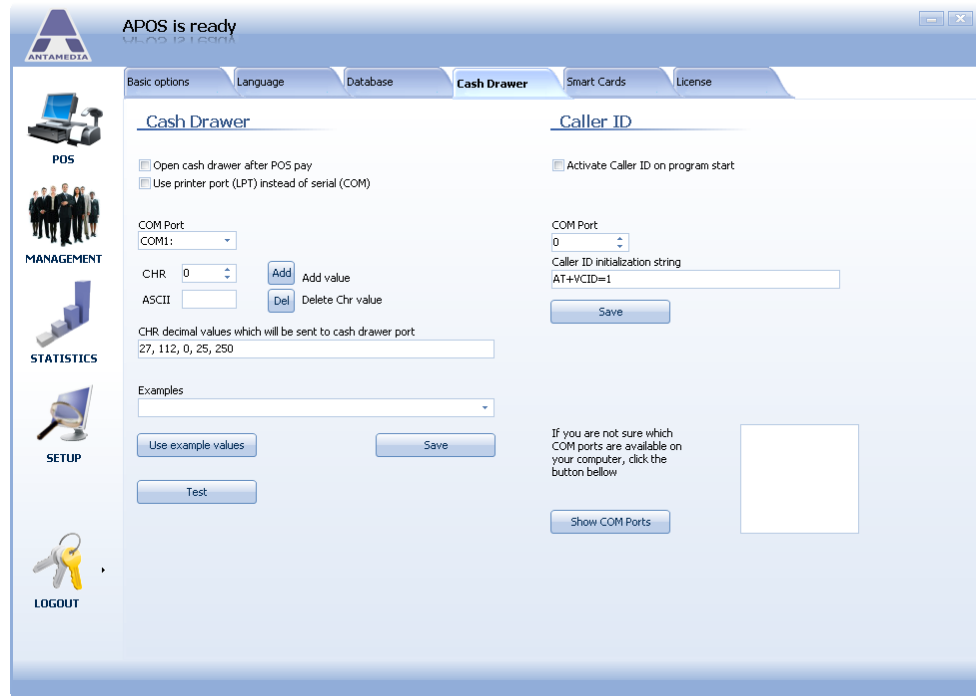 APOS is ready
ANTAMEDIA
Basic options
Language
Database
Cash Drawer
Smart Cards
License
POS
MANAGEMENT
STATISTICS
SETUP
LOGOUT
Cash Drawer
Open cash drawer after POS pay
Use printer port (LPT) instead of serial (COM)
COM Port
COM1:
CHR 0 Add Add value
ASCII Del Delete Chr value
CHR decimal values which will be sent to cash drawer port
27, 112, 0, 25, 250
Examples
Use example values
Save
Test
Caller ID
Activate Caller ID on program start
COM Port
0
Caller ID initialization string
AT+VCID=1
Save
If you are not sure which
COM ports are available on
your computer, click the
button bellow
Show COM Ports